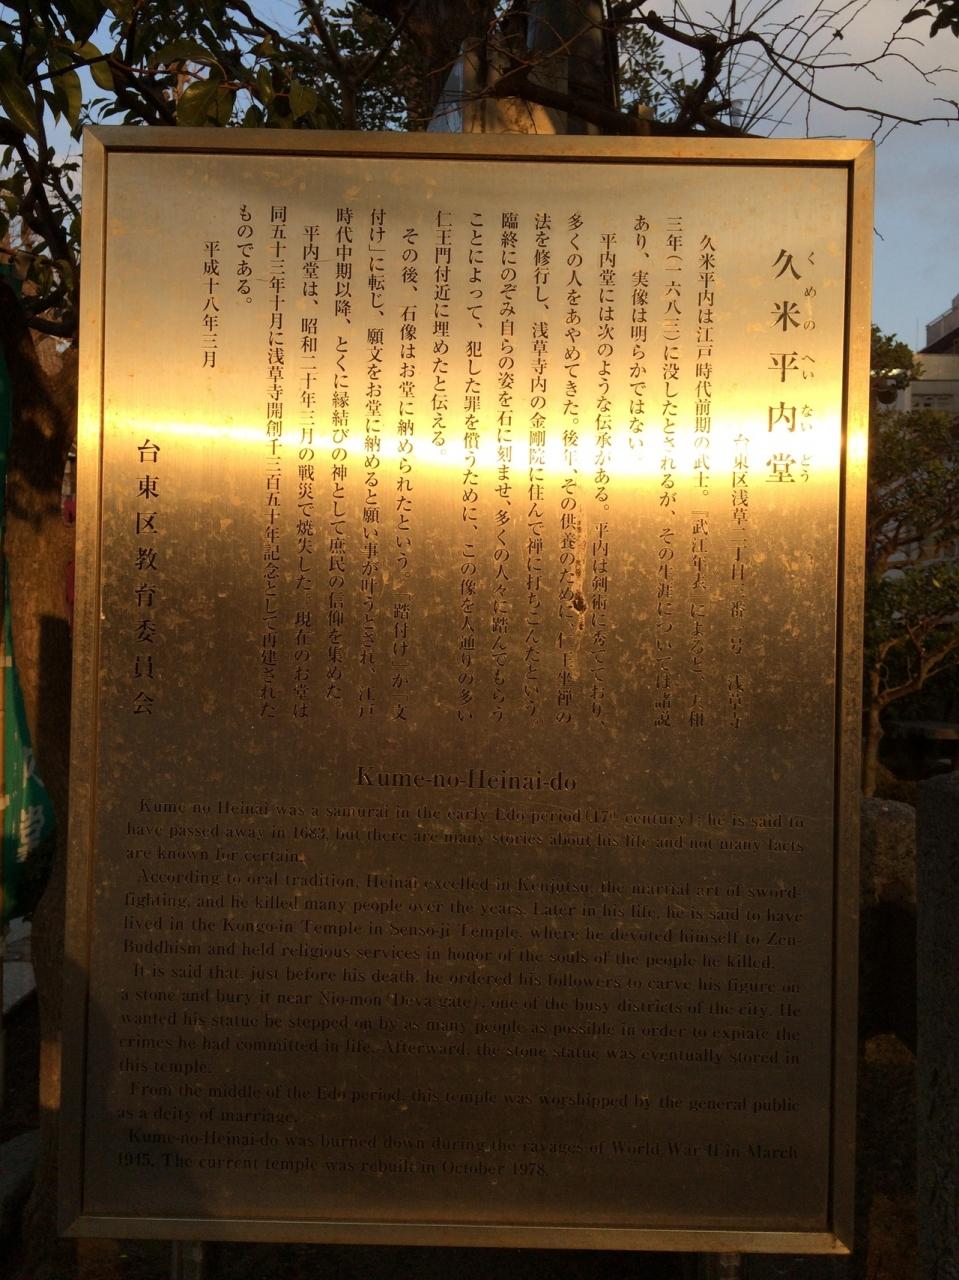 久米平内堂
くめのへいないどう
台東区浅草二丁目三番一号 浅草寺
久米平内は江戸時代前期の武士。『武江年表』によると、天和
三年(一六八三)に没したとされるが、その生涯については諸説
あり、実像は明らかではない。
平内堂には次のような伝承がある。平内は剣術に秀でており、
多くの人をあやめてきた。後年、その供養のために、仁王坐禅の
法を修行し、浅草寺内の金剛院に住んで禅に打ちこんだという。
臨終にのぞみ自らの姿を石に刻ませ、多くの人々に踏んでもらう
ことによって、犯した罪を償うために、この像を人通りの多い
仁王門付近に埋めたと伝える。
その後、石像はお堂に納められたという。「踏付け」が「文
付け」に転じ、願文をお堂に納めると願い事が叶うとされ、江戸
時代中期以降、とくに縁結びの神として庶民の信仰を集めた。
平内堂は、昭和二十年三月の戦災で焼失した。現在のお堂は
同五十三年十月に浅草寺開創千三百五十年記念として再建された
ものである。
平成十八年三月
台東区教育委員会
Kume-no-Heinai-do
Kume no Heinai was a samurai in the early Edo period (17th century); he is said to
have passed away in 1683, but there are many stories about his life and not many facts
are known for certain.
According to oral tradition, Heinai excelled in Kenjutsu, the martial art of sword-
fighting, and he killed many people over the years. Later in his life, he is said to have
lived in the Kongo-in Temple in Senso-ji Temple, where he devoted himself to Zen-
Buddhism and held religious services in honor of the souls of the people he killed.
It is said that, just before his death, he ordered his followers to carve his figure on
a stone and bury it near Nio-mon (Deva gate), one of the busy districts of the city. He
wanted his statue be stepped on by as many people as possible in order to expiate the
crimes he had committed in life. Afterward, the stone statue was eventually stored in
this temple.
From the middle of the Edo period, this temple was worshipped by the general public
as a deity of marriage.
Kume-no-Heinai-do was burned down during the ravages of World War II in March
1945. The current temple was rebuilt in October 1978.